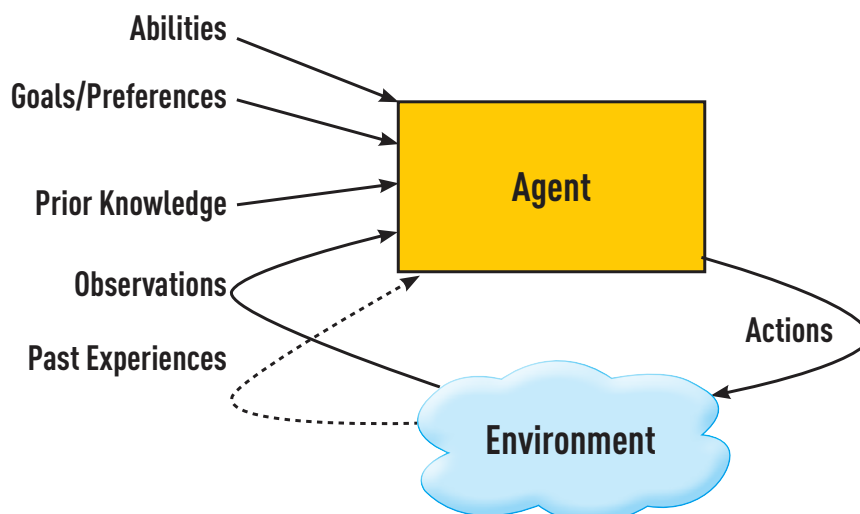 Abilities
Goals/Preferences
Prior Knowledge
Observations
Past Experiences
Agent
Actions
Environment